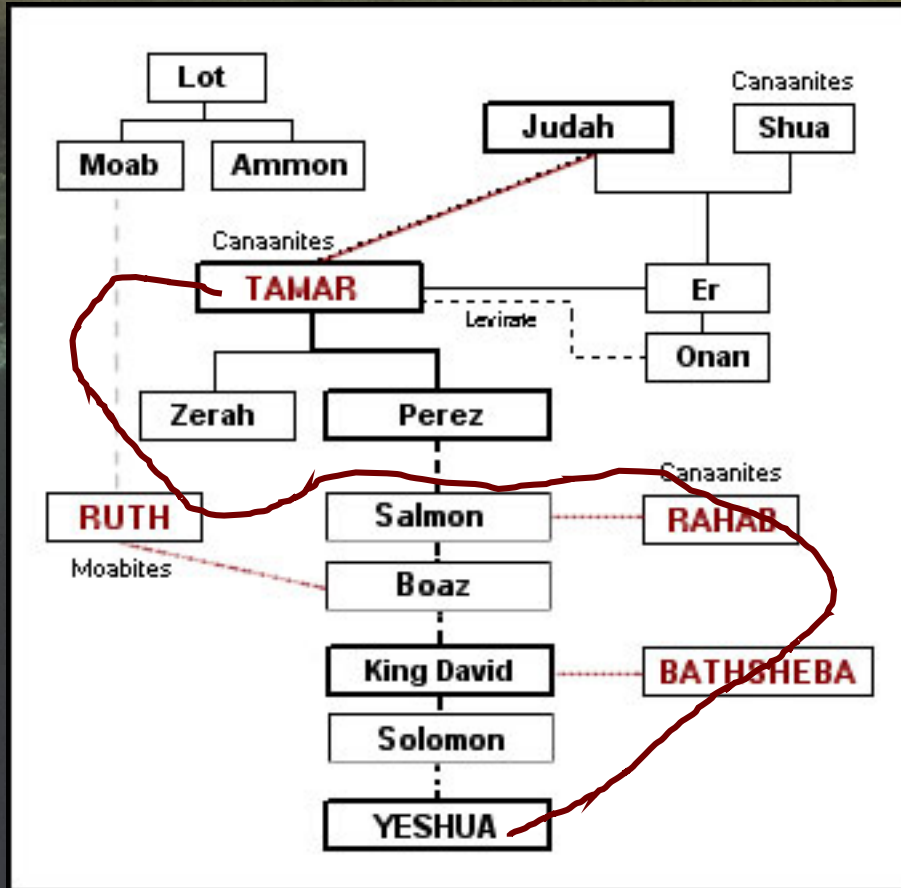 Lot
Canaanites
Judah
Shua
Moab
Ammon
Canaanites
TAMAR
Er
Levirate
Onan
Zerah
Perez
Canaanites
RUTH
Salmon
RAHAB
Moabites
Boaz
King David
BATHSHEBA
Solomon
YESHUA